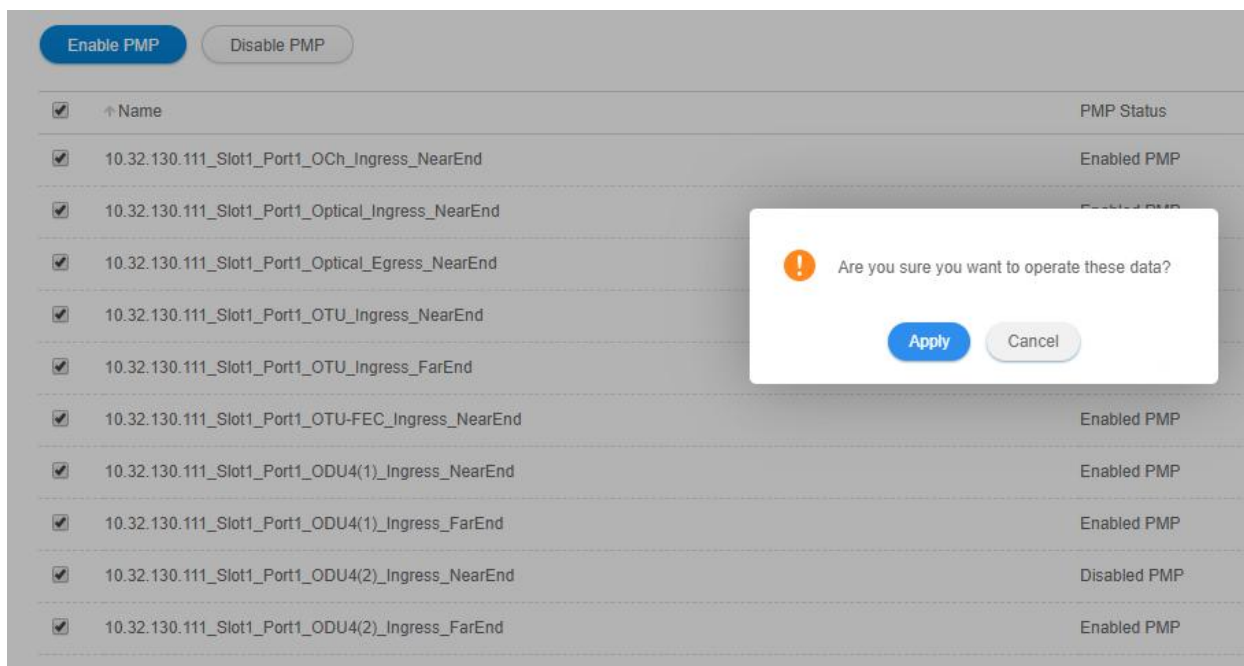 Enable PMP Disable PMP
Name PMP Status
10.32.130.111_Slot1_Port1_OCh_Ingress_NearEnd Enabled PMP
10.32.130.111_Slot1_Port1_Optical_Ingress_NearEnd Enabled PMP
10.32.130.111_Slot1_Port1_Optical_Egress_NearEnd
Are you sure you want to operate these data?
10.32.130.111_Slot1_Port1_OTU_Ingress_NearEnd
Apply Cancel
10.32.130.111_Slot1_Port1_OTU_Ingress_FarEnd
10.32.130.111_Slot1_Port1_OTU-FEC_Ingress_NearEnd Enabled PMP
10.32.130.111_Slot1_Port1_ODU4(1)_Ingress_NearEnd Enabled PMP
10.32.130.111_Slot1_Port1_ODU4(1)_Ingress_FarEnd Enabled PMP
10.32.130.111_Slot1_Port1_ODU4(2)_Ingress_NearEnd Disabled PMP
10.32.130.111_Slot1_Port1_ODU4(2)_Ingress_FarEnd Enabled PMP